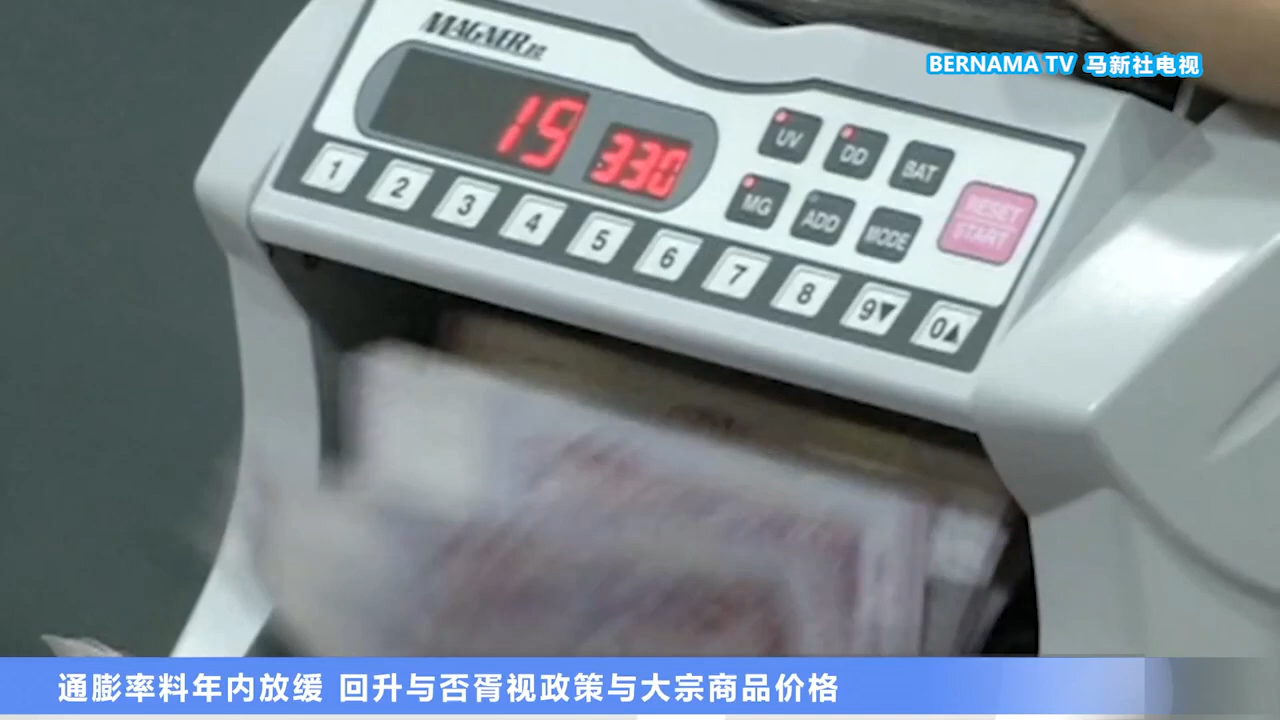 BERNAMA TV 马新社电视
MAGNER
19 330
UV DD BAT
MG ADD MODE
RESET
START
1 2 3 4 5 6 7 8 9▼ 0▲
通膨率料年内放缓 回升与否胥视政策与大宗商品价格